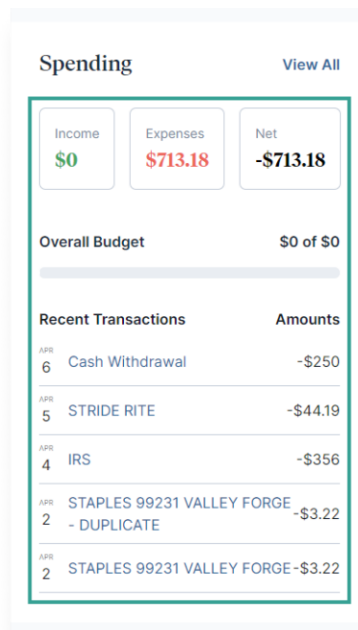 Spending View All
Income Expenses Net
$0 $713.18 -$713.18
Overall Budget $0 of $0
Recent Transactions Amounts
APR
6 Cash Withdrawal -$250
APR
5 STRIDE RITE -$44.19
APR
4 IRS -$356
APR
2 STAPLES 99231 VALLEY FORGE
- DUPLICATE -$3.22
APR
2 STAPLES 99231 VALLEY FORGE -$3.22